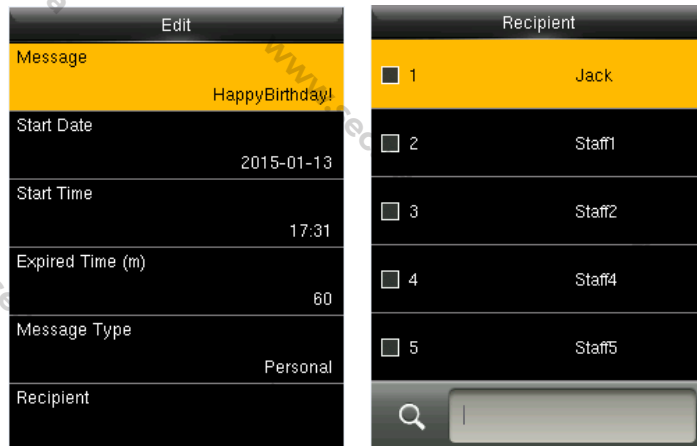 Edit
Message
HappyBirthday!
Start Date
2015-01-13
Start Time
17:31
Expired Time (m)
60
Message Type
Personal
Recipient
Recipient
1 Jack
2 Staff1
3 Staff2
4 Staff4
5 Staff5